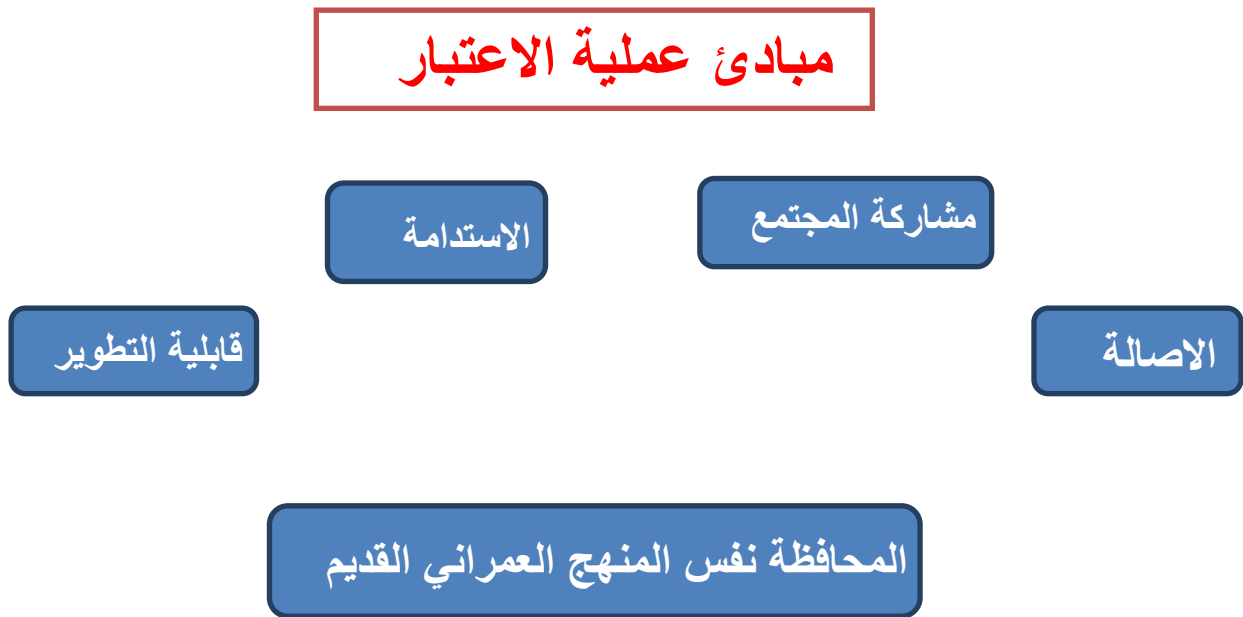 مبادئ عملية الاعتبار
مشاركة المجتمع
الاستدامة
الاصالة
قابلية التطوير
المحافظة نفس المنهج العمراني القديم